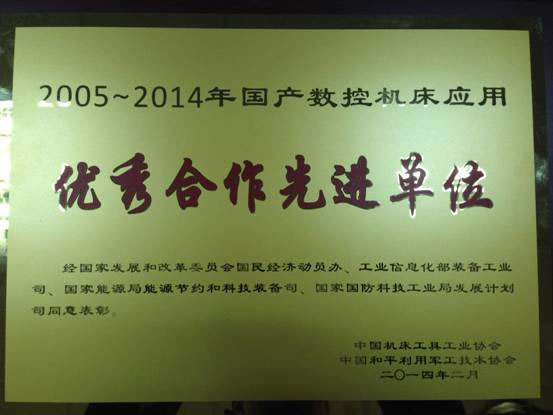 2005~2014年国产数控机床应用
优秀合作先进单位
经国家发展和改革委员会国民经济动员办、工业信息化部装备工业
司、国家能源局能源节约和科技装备司、国家国防科技工业局发展计划
司同意表彰。
中国机床工具工业协会
中国和平利用军工技术协会
二〇一四年二月